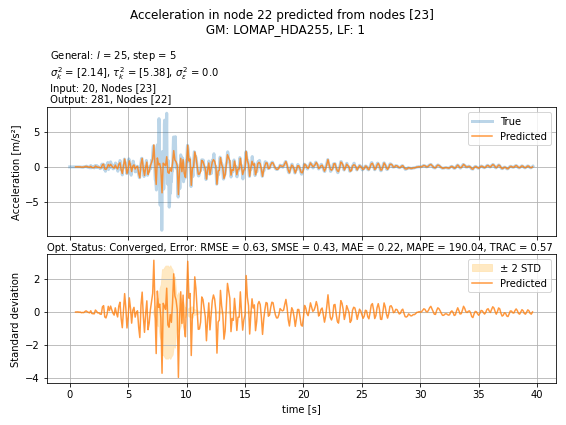 Acceleration in node 22 predicted from nodes [23]
GM: LOMAP_HDA255, LF: 1
General: l = 25, step = 5
σ²ₖ = [2.14], τ²ₖ = [5.38], σ²ε = 0.0
Input: 20, Nodes [23]
Output: 281, Nodes [22]
Acceleration [m/s²]
5
0
−5
True
Predicted
Opt. Status: Converged, Error: RMSE = 0.63, SMSE = 0.43, MAE = 0.22, MAPE = 190.04, TRAC = 0.57
Standard deviation
2
0
−2
−4
± 2 STD
Predicted
0 5 10 15 20 25 30 35 40
time [s]